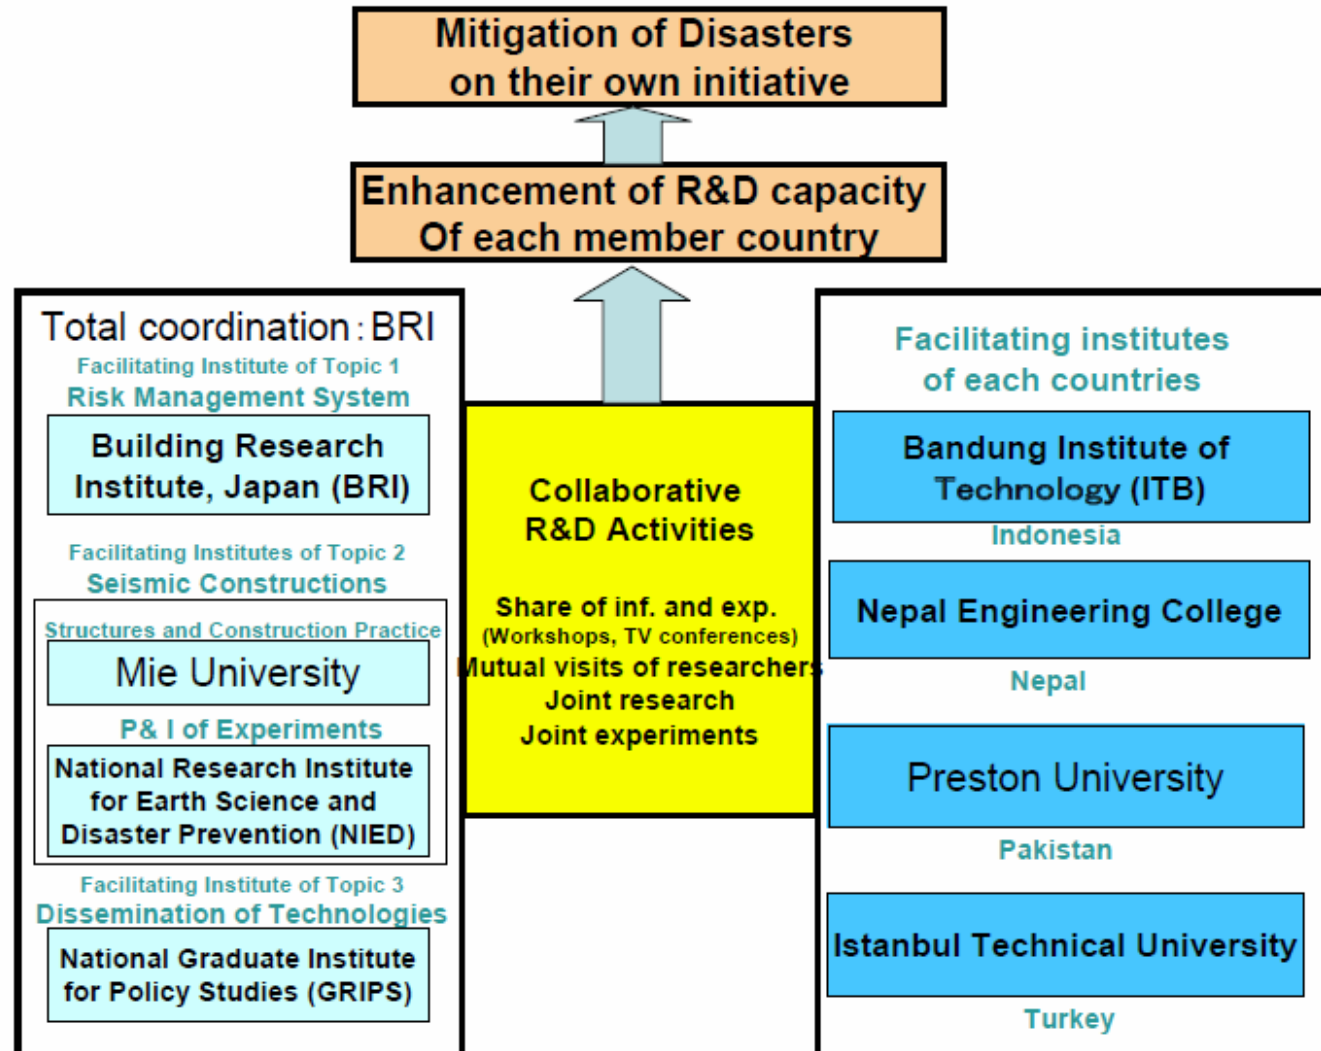 Mitigation of Disasters
on their own initiative
Enhancement of R&D capacity
Of each member country
Total coordination : BRI
Facilitating Institute of Topic 1
Risk Management System
Building Research
Institute, Japan (BRI)
Facilitating Institutes of Topic 2
Seismic Constructions
Structures and Construction Practice
Mie University
P& I of Experiments
National Research Institute
for Earth Science and
Disaster Prevention (NIED)
Facilitating Institute of Topic 3
Dissemination of Technologies
National Graduate Institute
for Policy Studies (GRIPS)
Collaborative
R&D Activities
Share of inf. and exp.
(Workshops, TV conferences)
Mutual visits of researchers
Joint research
Joint experiments
Facilitating institutes
of each countries
Bandung Institute of
Technology (ITB)
Indonesia
Nepal Engineering College
Nepal
Preston University
Pakistan
Istanbul Technical University
Turkey